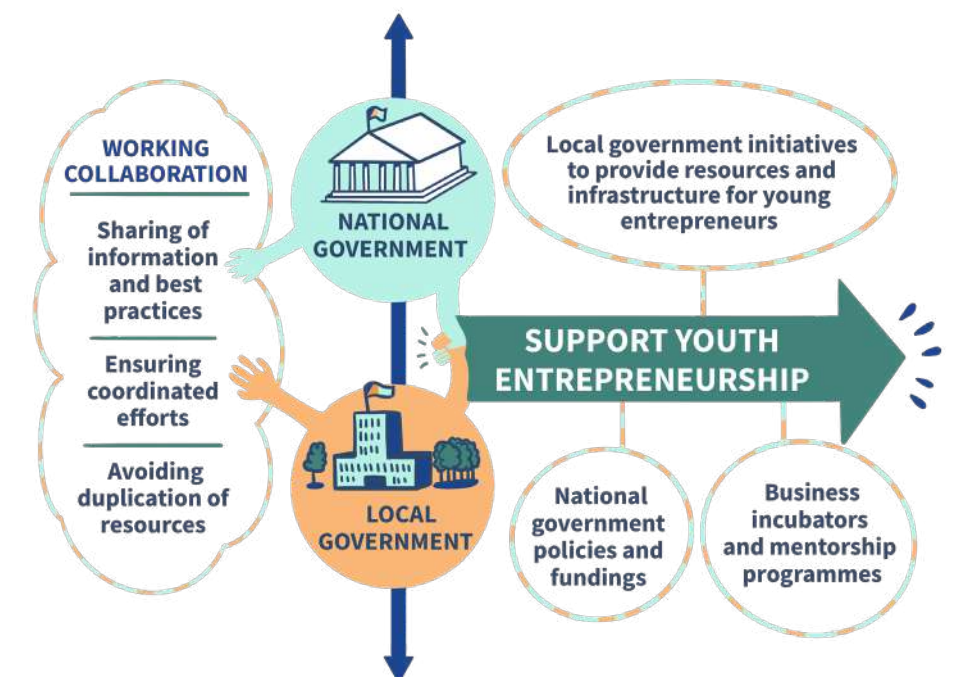 WORKING
COLLABORATION
Sharing of
information
and best
practices
Ensuring
coordinated
efforts
Avoiding
duplication of
resources
NATIONAL
GOVERNMENT
LOCAL
GOVERNMENT
Local government initiatives
to provide resources and
infrastructure for young
entrepreneurs
SUPPORT YOUTH
ENTREPRENEURSHIP
National
government
policies and
fundings
Business
incubators
and mentorship
programmes